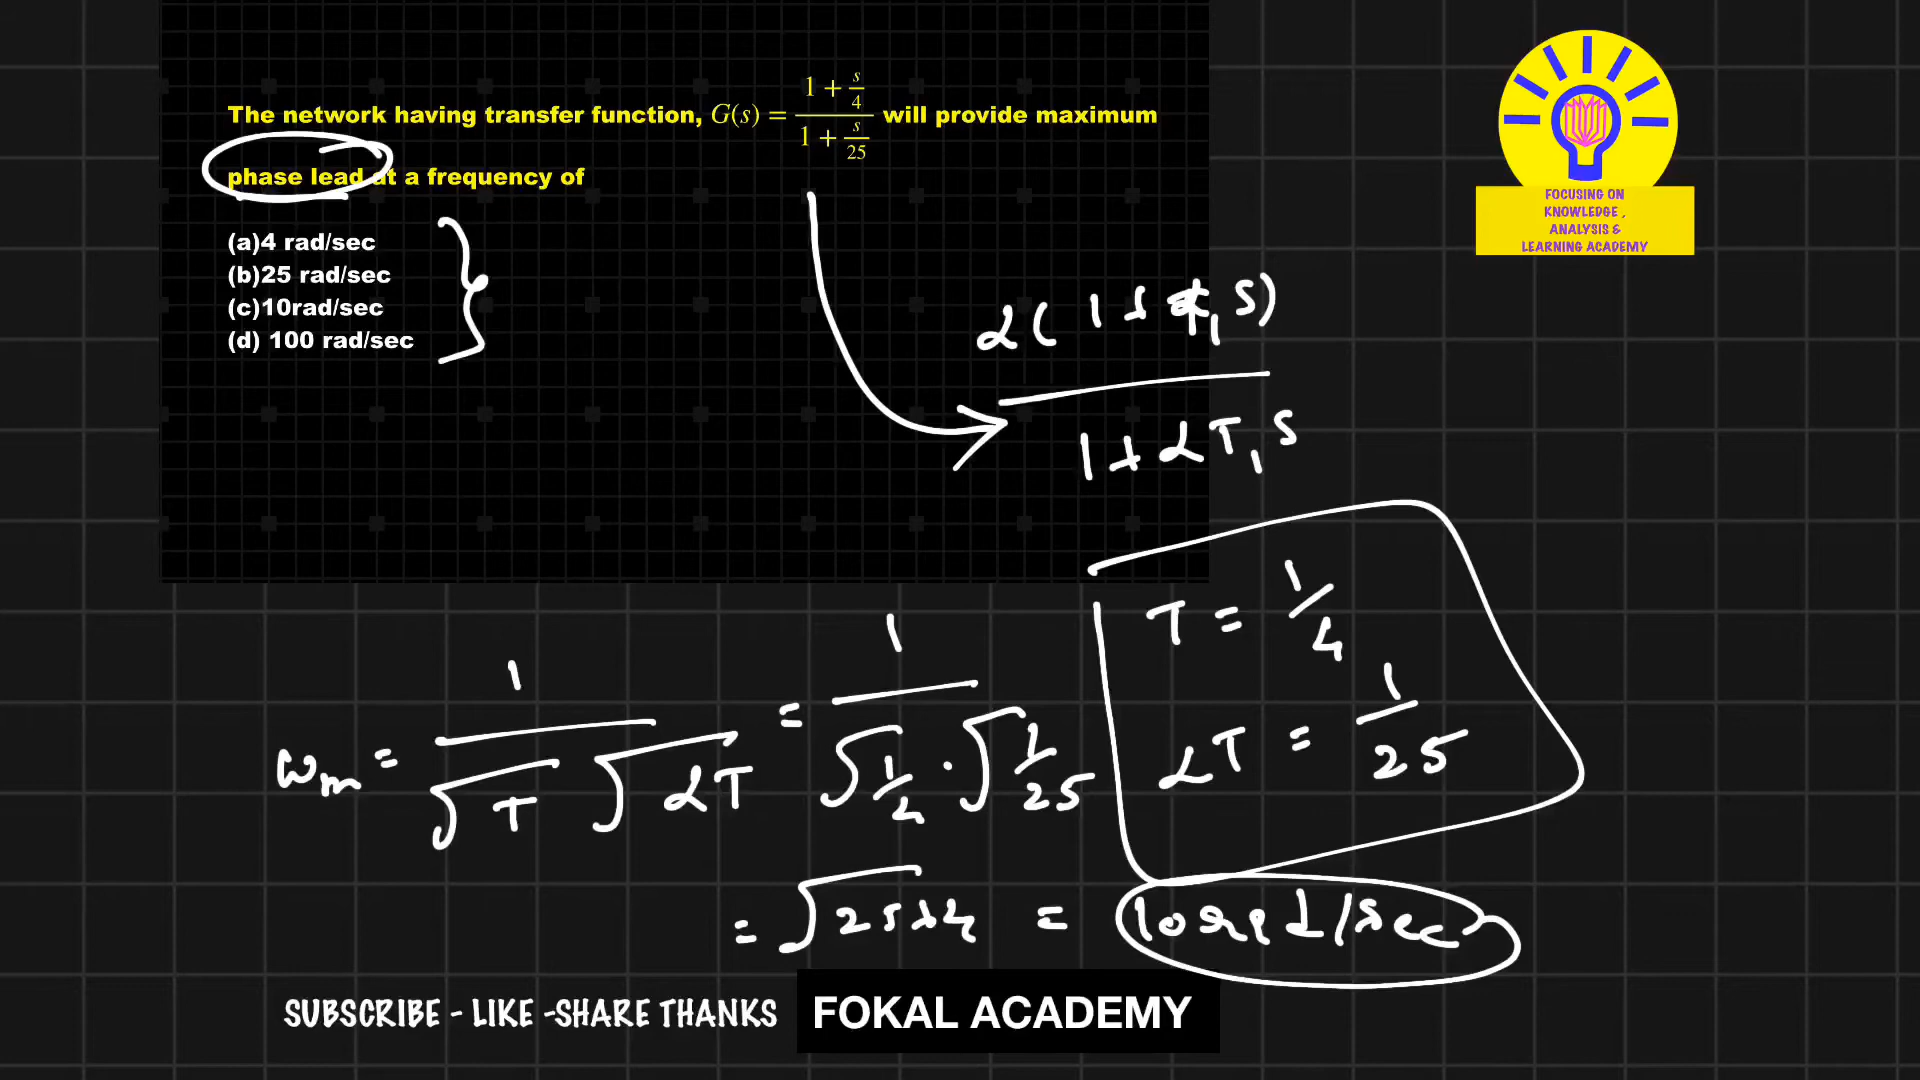 The network having transfer function, G(s) = (1 + s/4)/(1 + s/25) will provide maximum
phase lead at a frequency of
(a)4 rad/sec
(b)25 rad/sec
(c)10rad/sec
(d) 100 rad/sec
FOCUSING ON
KNOWLEDGE ,
ANALYSIS &
LEARNING ACADEMY
α(1+T₁S)
1+αT₁S
T = 1/4
αT = 1/25
ωm = 1/(√T √αT) = 1/(√1/4 · √1/25)
= √25×4 = 10rad/sec
SUBSCRIBE - LIKE -SHARE THANKS FOKAL ACADEMY